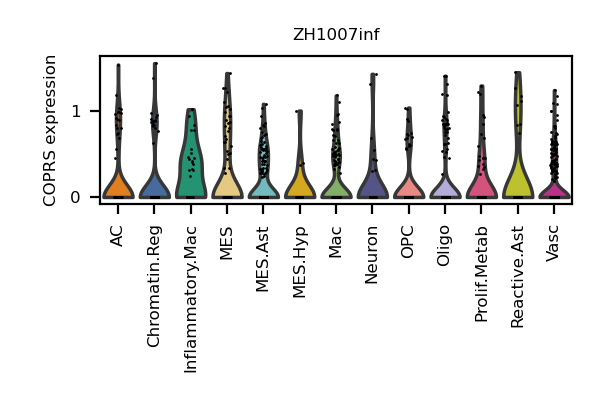 ZH1007inf
COPRS expression
1
0
AC
Chromatin.Reg
Inflammatory.Mac
MES
MES.Ast
MES.Hyp
Mac
Neuron
OPC
Oligo
Prolif.Metab
Reactive.Ast
Vasc